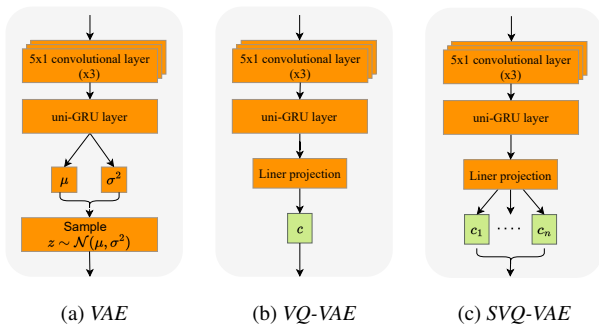 5x1 convolutional layer
(x3)
uni-GRU layer
μ
σ²
Sample
z ∼ 𝒩(μ, σ²)
(a) VAE
5x1 convolutional layer
(x3)
uni-GRU layer
Liner projection
c
(b) VQ-VAE
5x1 convolutional layer
(x3)
uni-GRU layer
Liner projection
c₁ ···· cₙ
(c) SVQ-VAE